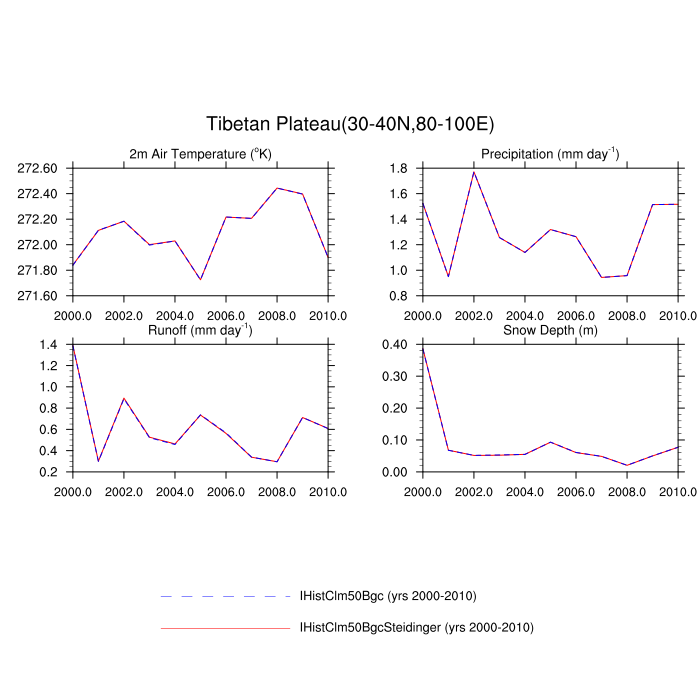 Tibetan Plateau(30-40N,80-100E)
2m Air Temperature (°K)
272.60
272.40
272.20
272.00
271.80
271.60
2000.0 2002.0 2004.0 2006.0 2008.0 2010.0
Precipitation (mm day⁻¹)
1.8
1.6
1.4
1.2
1.0
0.8
2000.0 2002.0 2004.0 2006.0 2008.0 2010.0
Runoff (mm day⁻¹)
1.4
1.2
1.0
0.8
0.6
0.4
0.2
2000.0 2002.0 2004.0 2006.0 2008.0 2010.0
Snow Depth (m)
0.40
0.30
0.20
0.10
0.00
2000.0 2002.0 2004.0 2006.0 2008.0 2010.0
IHistClm50Bgc (yrs 2000-2010)
IHistClm50BgcSteidinger (yrs 2000-2010)